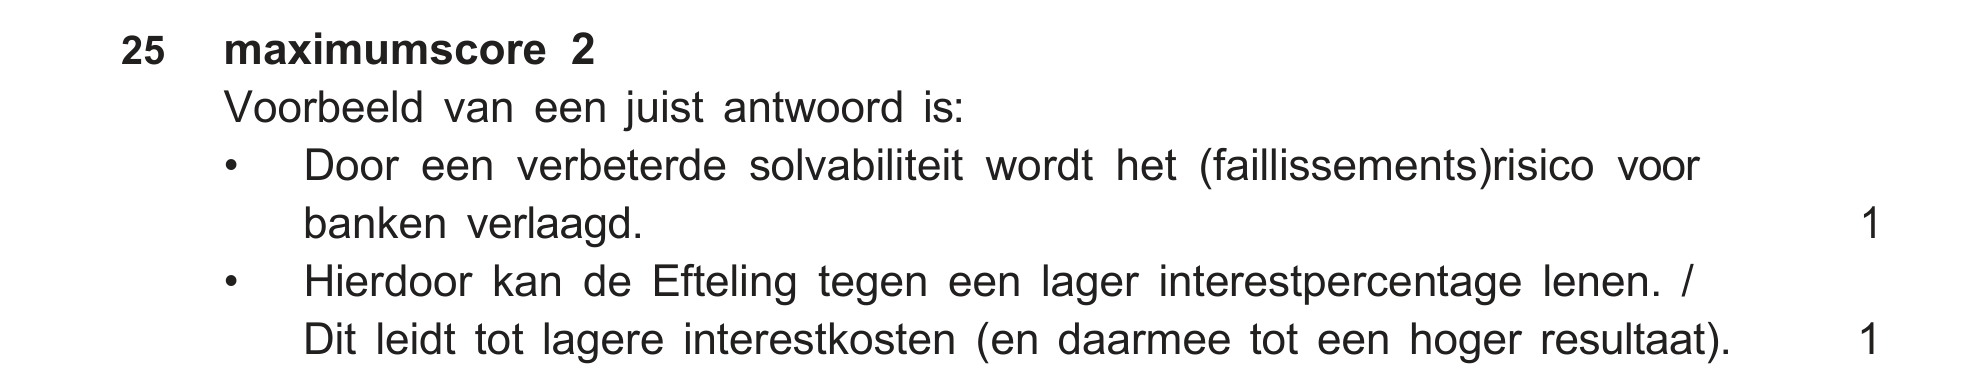 25 maximumscore 2
Voorbeeld van een juist antwoord is:
• Door een verbeterde solvabiliteit wordt het (faillissements)risico voor
banken verlaagd. 1
• Hierdoor kan de Efteling tegen een lager interestpercentage lenen. /
Dit leidt tot lagere interestkosten (en daarmee tot een hoger resultaat). 1